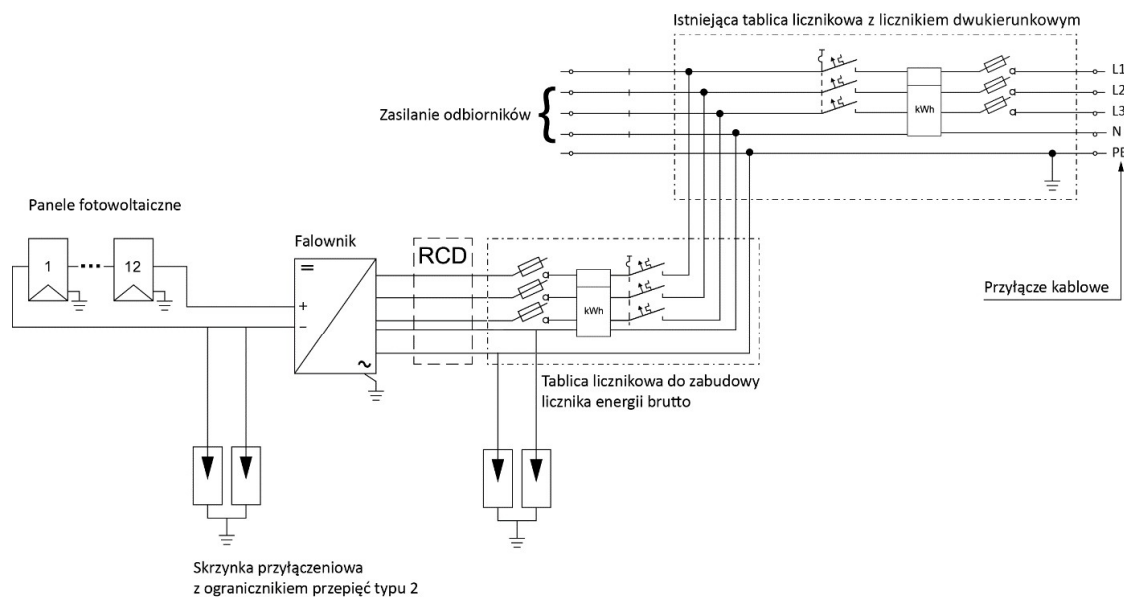 Istniejąca tablica licznikowa z licznikiem dwukierunkowym
L1
L2
L3
N
PE
kWh
Zasilanie odbiorników
Przyłącze kablowe
Panele fotowoltaiczne
1
12
Falownik
=
+
−
~
RCD
kWh
Tablica licznikowa do zabudowy
licznika energii brutto
Skrzynka przyłączeniowa
z ogranicznikiem przepięć typu 2